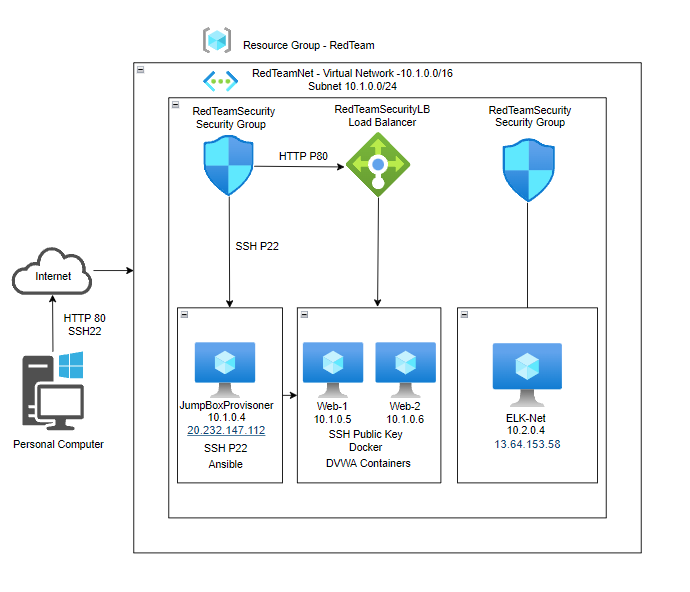 Resource Group - RedTeam
RedTeamNet - Virtual Network -10.1.0.0/16
Subnet 10.1.0.0/24
RedTeamSecurity
Security Group
RedTeamSecurityLB
Load Balancer
RedTeamSecurity
Security Group
HTTP P80
SSH P22
Internet
HTTP 80
SSH22
Personal Computer
JumpBoxProvisoner
10.1.0.4
20.232.147.112
SSH P22
Ansible
Web-1
10.1.0.5
Web-2
10.1.0.6
SSH Public Key
Docker
DVWA Containers
ELK-Net
10.2.0.4
13.64.153.58